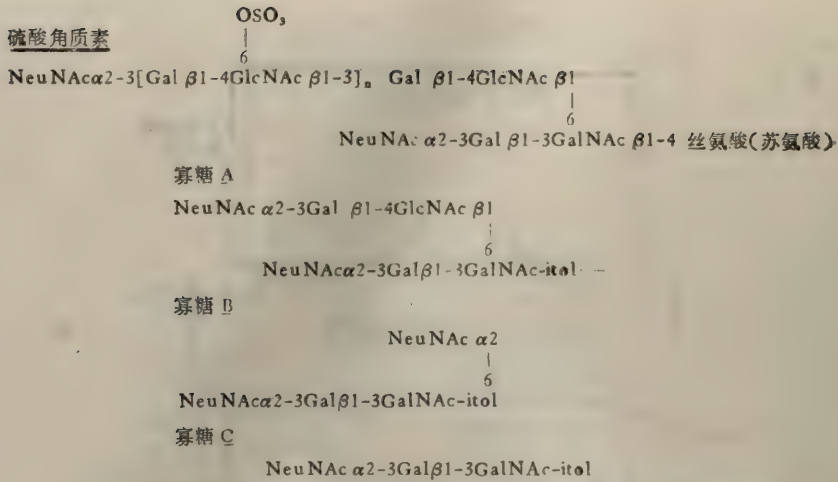 OSO₃
硫酸角质素
6
NeuNAcα2-3[Gal β1-4GlcNAc β1-3]ₙ Gal β1-4GlcNAc β1
6
NeuNAc α2-3Gal β1-3GalNAc β1-4 丝氨酸(苏氨酸)
寡糖 A
NeuNAc α2-3Gal β1-4GlcNAc β1
6
NeuNAcα2-3Galβ1-3GalNAc-itol
寡糖 B
NeuNAc α2
6
NeuNAcα2-3Galβ1-3GalNAc-itol
寡糖 C
NeuNAc α2-3Galβ1-3GalNAc-itol